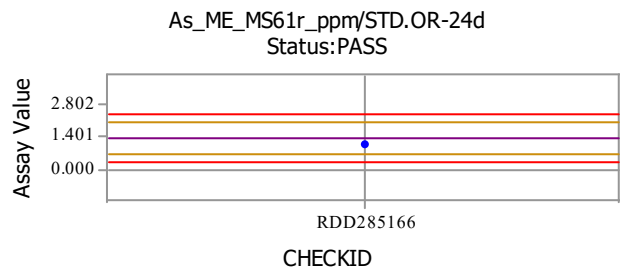 As_ME_MS61r_ppm/STD.OR-24d
Status:PASS
Assay Value
2.802
1.401
0.000
RDD285166
CHECKID